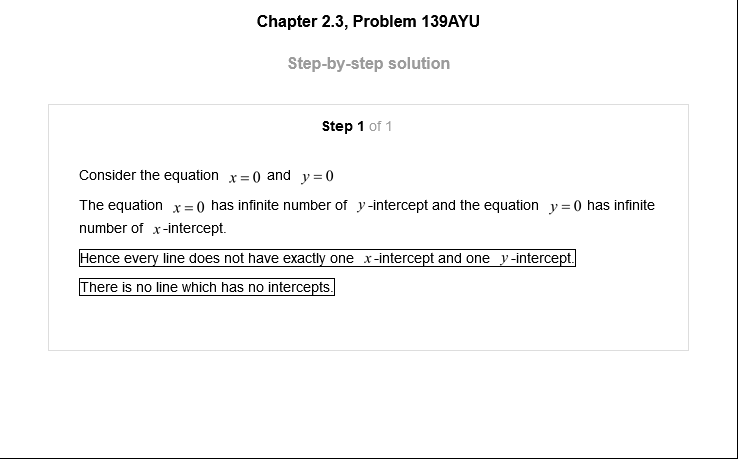 Chapter 2.3, Problem 139AYU
Step-by-step solution
Step 1 of 1
Consider the equation x = 0 and y = 0
The equation x = 0 has infinite number of y-intercept and the equation y = 0 has infinite
number of x-intercept.
Hence every line does not have exactly one x-intercept and one y-intercept.
There is no line which has no intercepts.